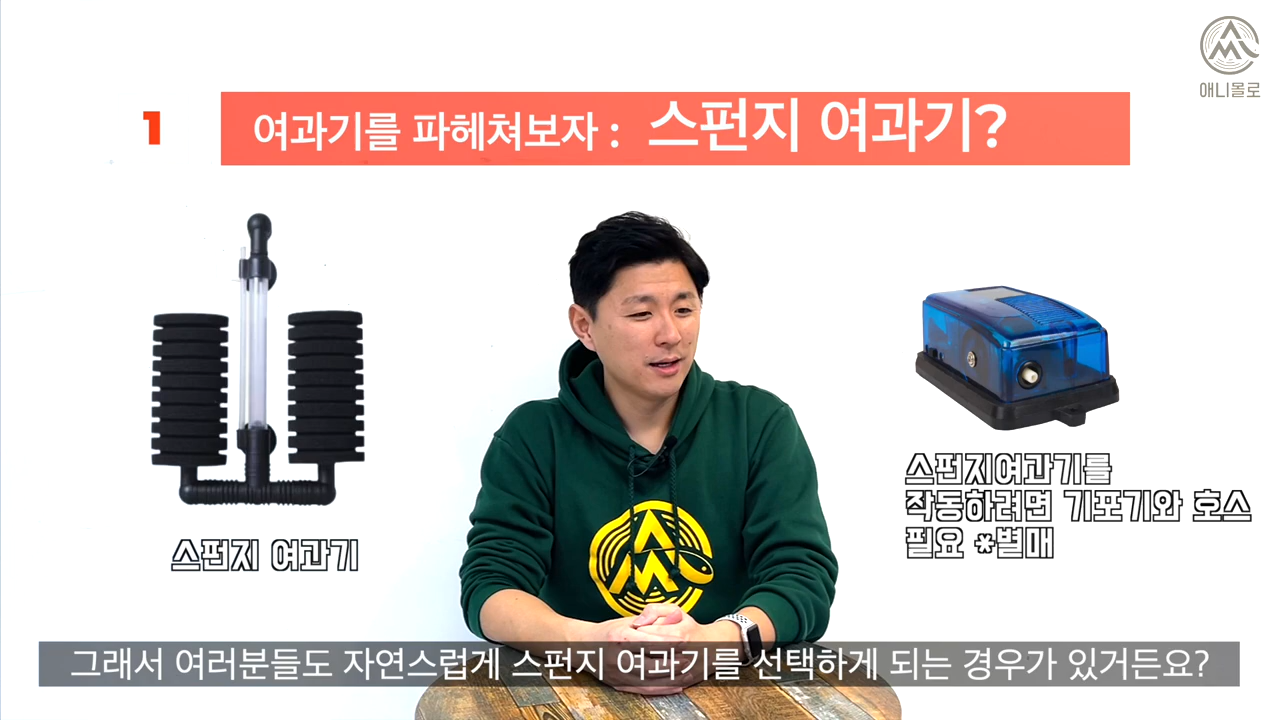 애니몰로
1
여과기를 파헤쳐보자 : 스펀지 여과기?
스펀지 여과기
스펀지여과기를
작동하려면 기포기와 호스
필요 *별매
그래서 여러분들도 자연스럽게 스펀지 여과기를 선택하게 되는 경우가 있거든요?